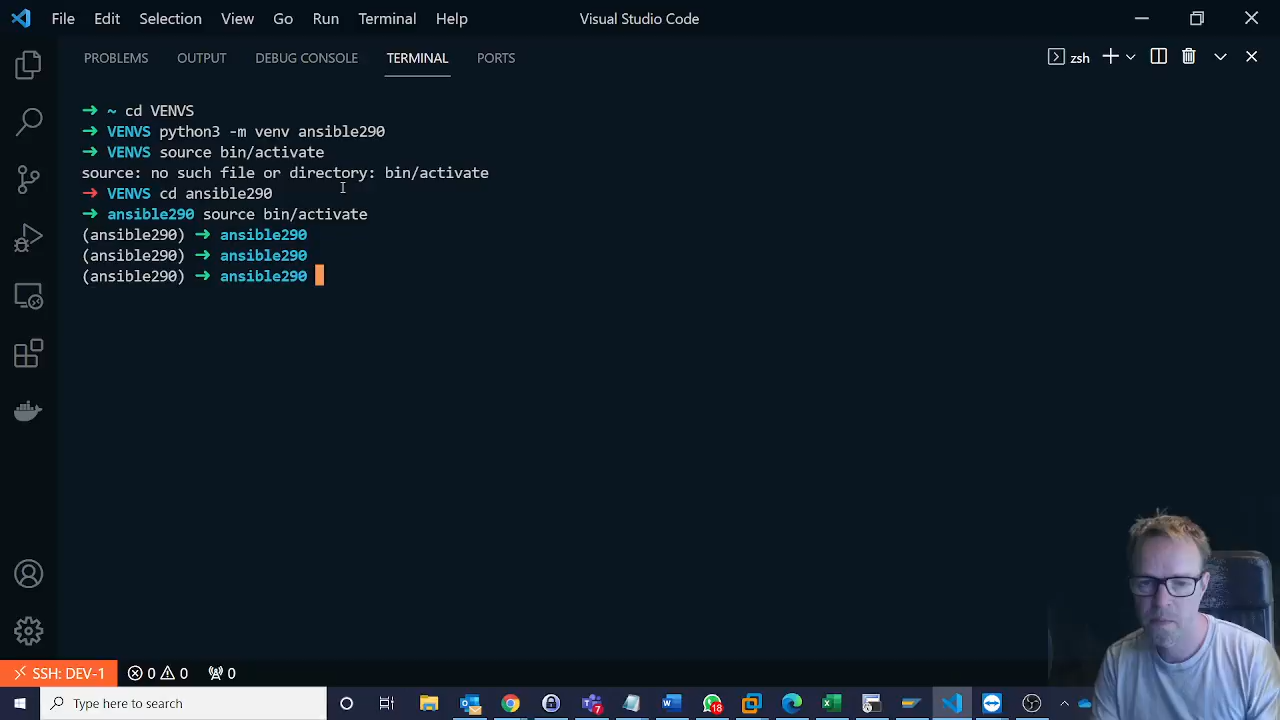 File Edit Selection View Go Run Terminal Help Visual Studio Code
PROBLEMS OUTPUT DEBUG CONSOLE TERMINAL PORTS zsh
➜ ~ cd VENVS
➜ VENVS python3 -m venv ansible290
➜ VENVS source bin/activate
source: no such file or directory: bin/activate
➜ VENVS cd ansible290
➜ ansible290 source bin/activate
(ansible290) ➜ ansible290
(ansible290) ➜ ansible290
(ansible290) ➜ ansible290
SSH: DEV-1 0 0 0
Type here to search 7 18